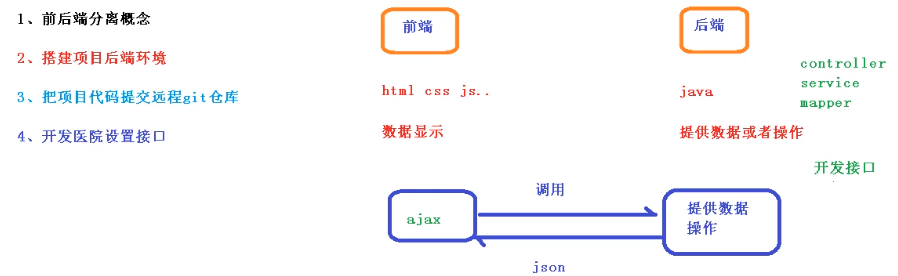 1、前后端分离概念
2、搭建项目后端环境
3、把项目代码提交远程git仓库
4、开发医院设置接口
前端
html css js..
数据显示
后端
java
提供数据或者操作
controller
service
mapper
开发接口
ajax
调用
json
提供数据
操作